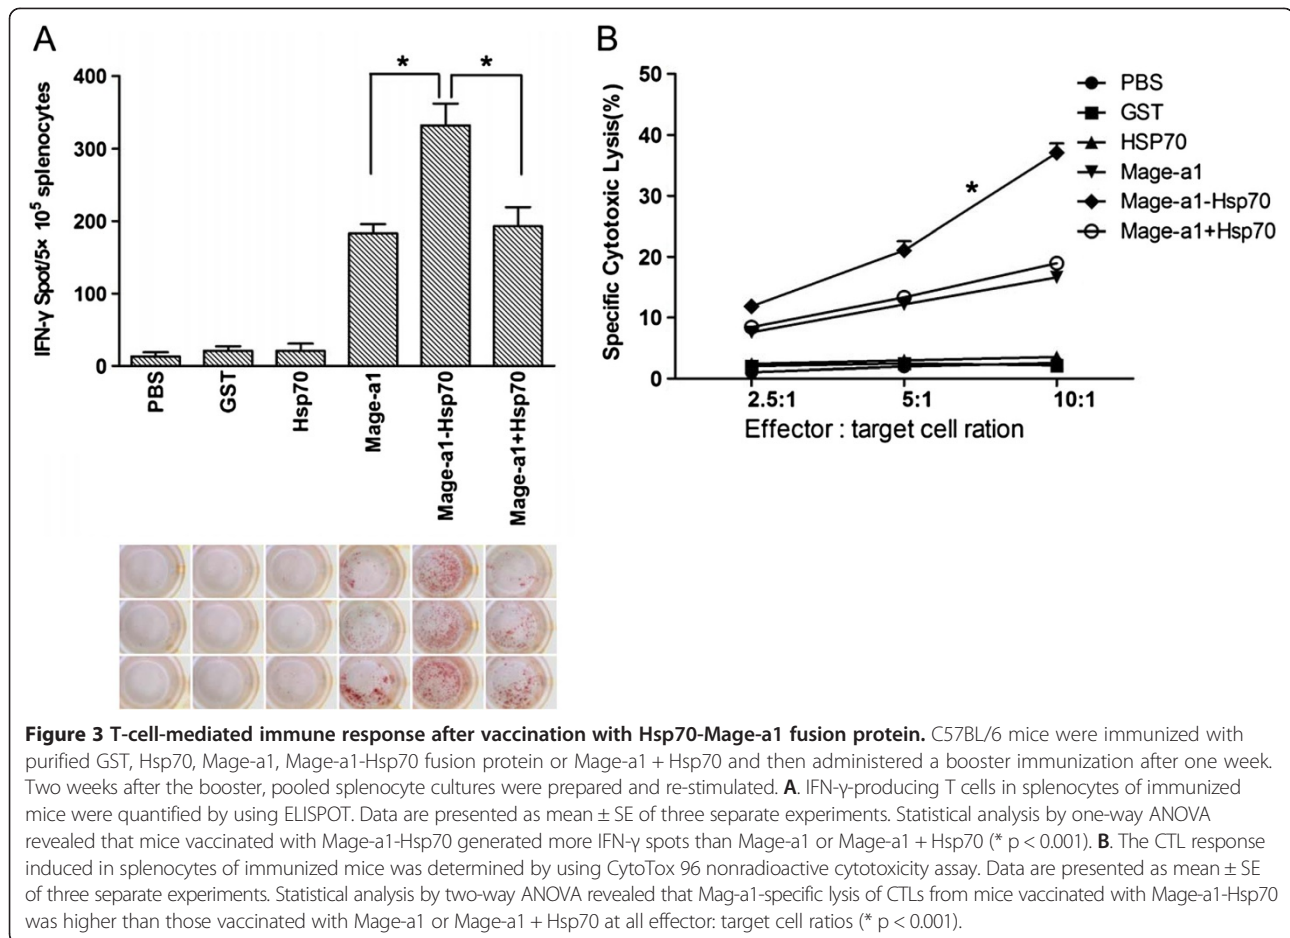 A
IFN-γ Spot/5× 10⁵ splenocytes
400
300
200
100
0
* *
PBS
GST
Hsp70
Mage-a1
Mage-a1-Hsp70
Mage-a1+Hsp70
B
Specific Cytotoxic Lysis(%)
50
40
30
20
10
0
*
2.5:1 5:1 10:1
Effector : target cell ration
PBS
GST
HSP70
Mage-a1
Mage-a1-Hsp70
Mage-a1+Hsp70
Figure 3 T-cell-mediated immune response after vaccination with Hsp70-Mage-a1 fusion protein. C57BL/6 mice were immunized with
purified GST, Hsp70, Mage-a1, Mage-a1-Hsp70 fusion protein or Mage-a1 + Hsp70 and then administered a booster immunization after one week.
Two weeks after the booster, pooled splenocyte cultures were prepared and re-stimulated. A. IFN-γ-producing T cells in splenocytes of immunized
mice were quantified by using ELISPOT. Data are presented as mean ± SE of three separate experiments. Statistical analysis by one-way ANOVA
revealed that mice vaccinated with Mage-a1-Hsp70 generated more IFN-γ spots than Mage-a1 or Mage-a1 + Hsp70 (* p < 0.001). B. The CTL response
induced in splenocytes of immunized mice was determined by using CytoTox 96 nonradioactive cytotoxicity assay. Data are presented as mean ± SE
of three separate experiments. Statistical analysis by two-way ANOVA revealed that Mag-a1-specific lysis of CTLs from mice vaccinated with Mage-a1-Hsp70
was higher than those vaccinated with Mage-a1 or Mage-a1 + Hsp70 at all effector: target cell ratios (* p < 0.001).